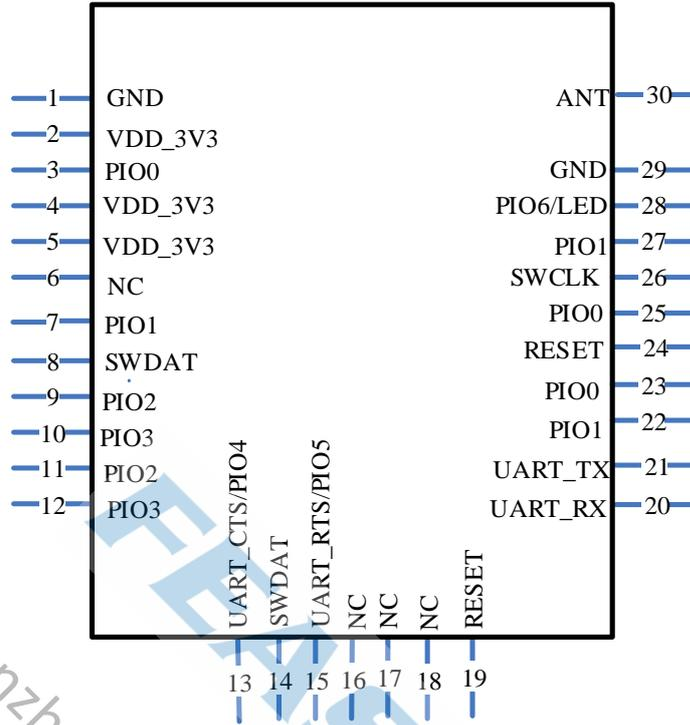 1 GND
2 VDD_3V3
3 PIO0
4 VDD_3V3
5 VDD_3V3
6 NC
7 PIO1
8 SWDAT
9 PIO2
10 PIO3
11 PIO2
12 PIO3
UART_CTS/PIO4
SWDAT
UART_RTS/PIO5
NC
NC
NC
RESET
13 14 15 16 17 18 19
ANT 30
GND 29
PIO6/LED 28
PIO1 27
SWCLK 26
PIO0 25
RESET 24
PIO0 23
PIO1 22
UART_TX 21
UART_RX 20
FEAS
nzh